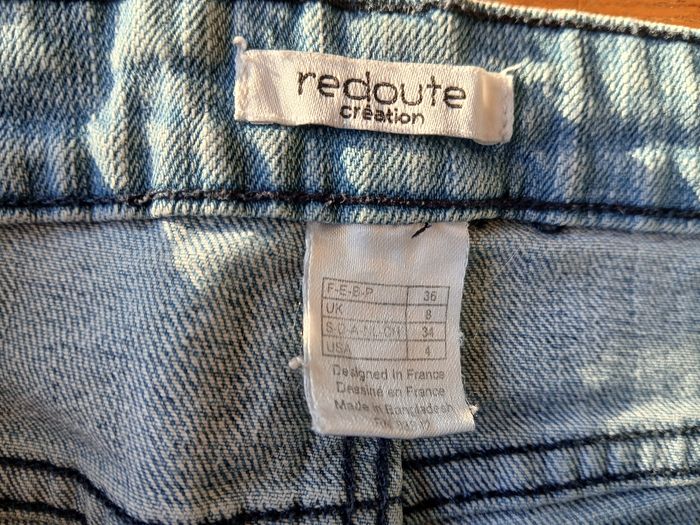 redoute
création
F-E-B-P 36
UK 8
S-D-A-NL-CH 34
USA 4
Designed in France
Dessiné en France
Made in Bangladesh